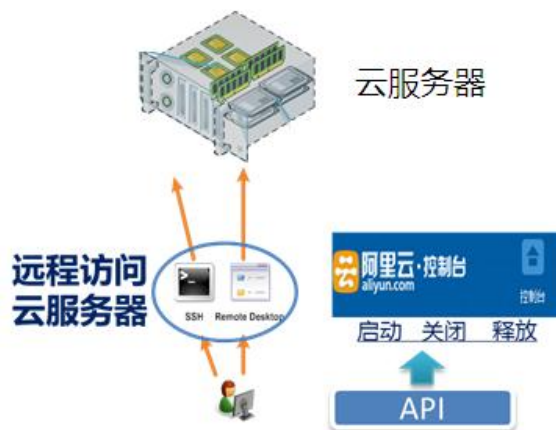 云服务器
远程访问
云服务器
SSH Remote Desktop
阿里云·控制台
aliyun.com
控制台
启动 关闭 释放
API